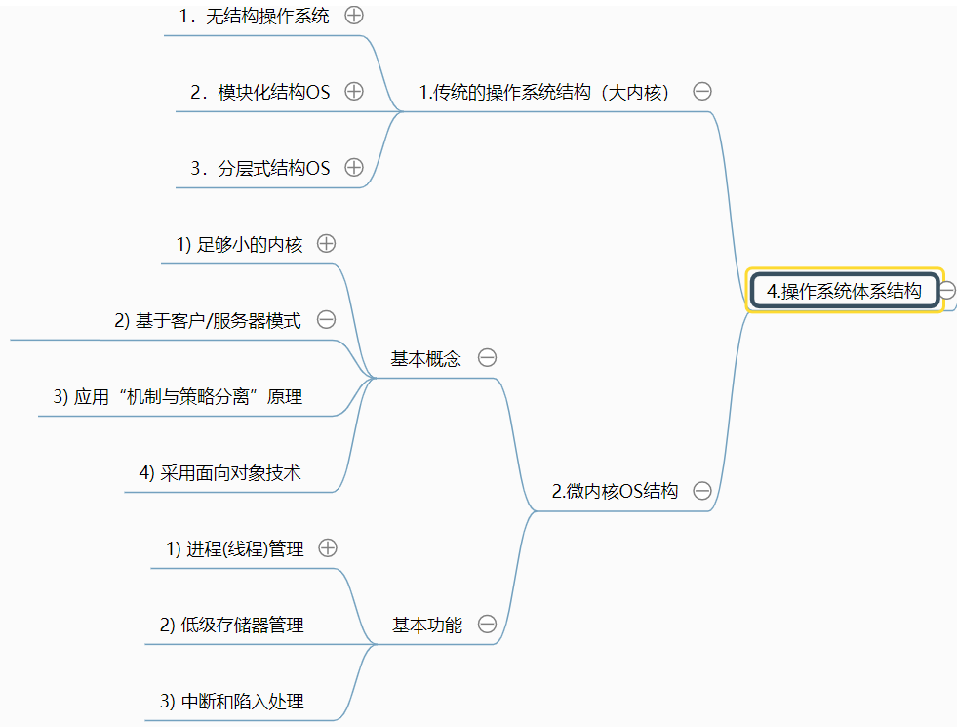 1．无结构操作系统
2．模块化结构OS
1.传统的操作系统结构（大内核）
3．分层式结构OS
1) 足够小的内核
4.操作系统体系结构
2) 基于客户/服务器模式
基本概念
3) 应用“机制与策略分离”原理
4) 采用面向对象技术
2.微内核OS结构
1) 进程(线程)管理
2) 低级存储器管理
基本功能
3) 中断和陷入处理